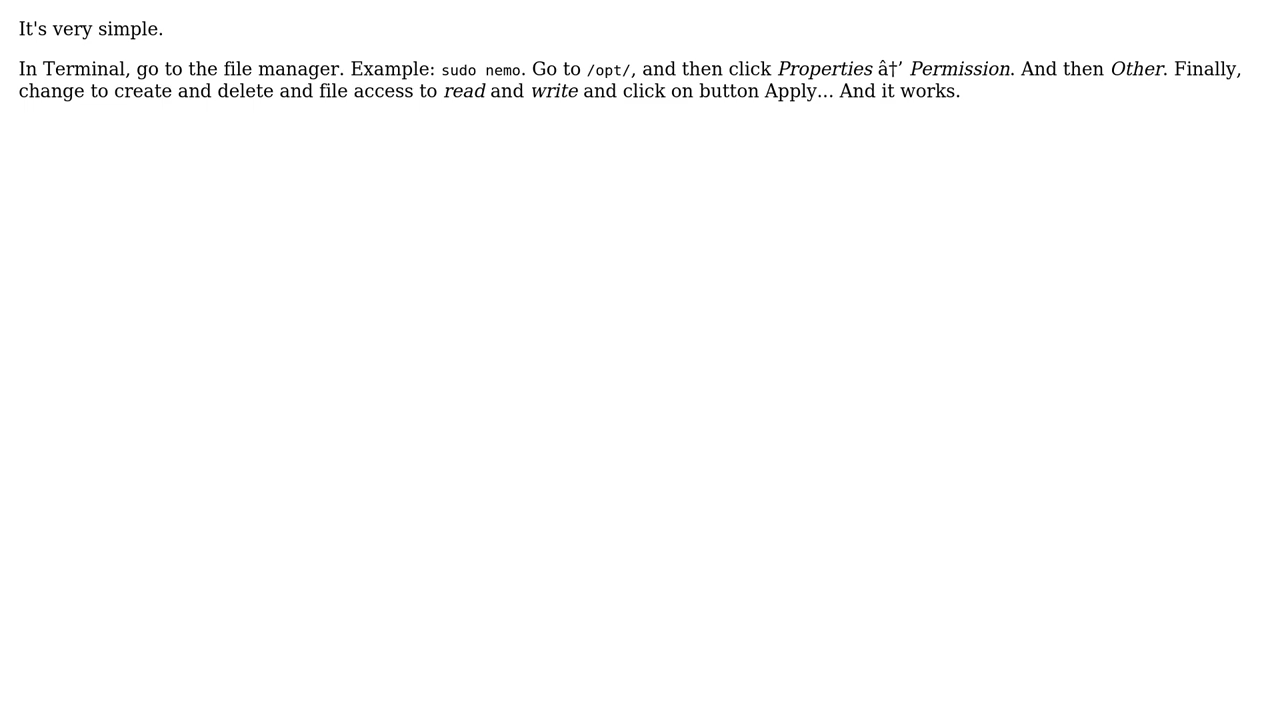 It's very simple.
In Terminal, go to the file manager. Example: sudo nemo. Go to /opt/, and then click Properties â†’ Permission. And then Other. Finally,
change to create and delete and file access to read and write and click on button Apply... And it works.